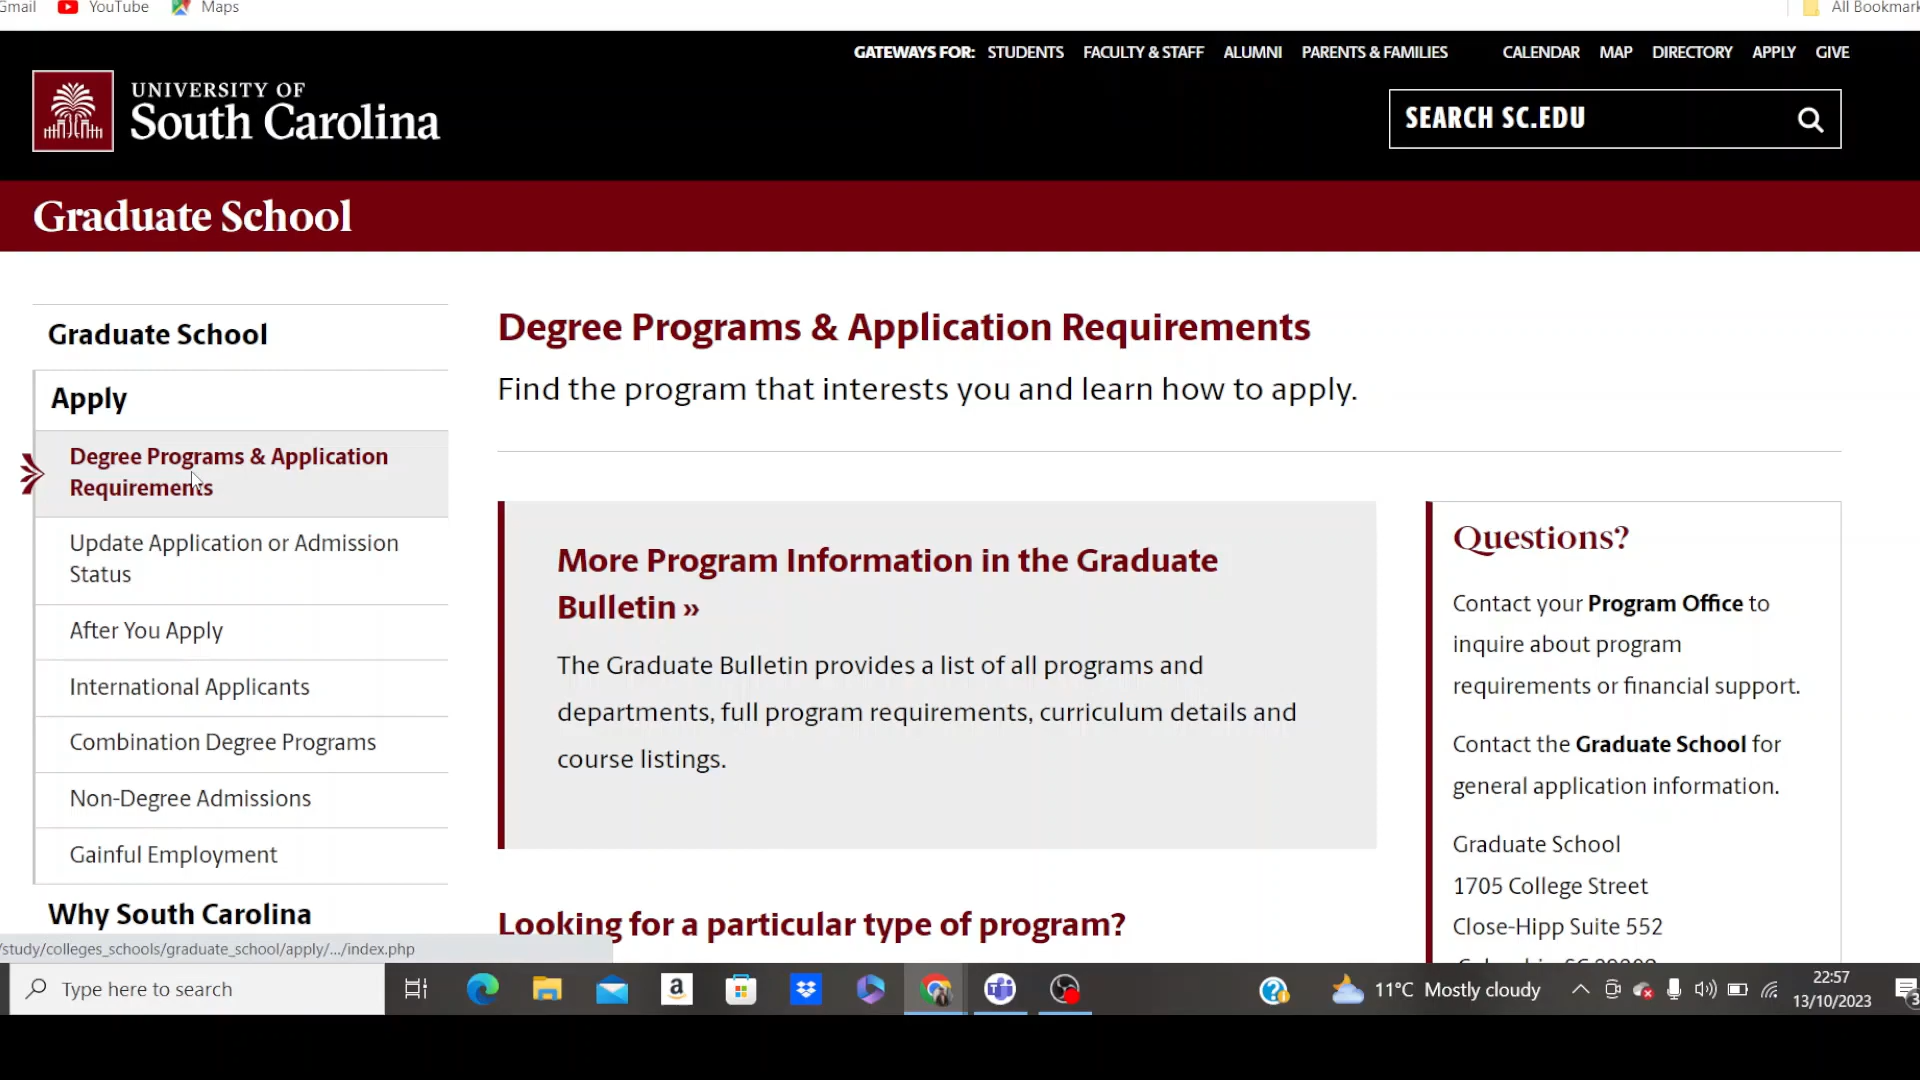 Gmail YouTube Maps All Bookmark
GATEWAYS FOR: STUDENTS FACULTY & STAFF ALUMNI PARENTS & FAMILIES CALENDAR MAP DIRECTORY APPLY GIVE
UNIVERSITY OF
South Carolina
SEARCH SC.EDU
Graduate School
Graduate School
Apply
Degree Programs & Application
Requirements
Update Application or Admission
Status
After You Apply
International Applicants
Combination Degree Programs
Non-Degree Admissions
Gainful Employment
Why South Carolina
Degree Programs & Application Requirements
Find the program that interests you and learn how to apply.
More Program Information in the Graduate
Bulletin »
The Graduate Bulletin provides a list of all programs and
departments, full program requirements, curriculum details and
course listings.
Looking for a particular type of program?
Questions?
Contact your Program Office to
inquire about program
requirements or financial support.
Contact the Graduate School for
general application information.
Graduate School
1705 College Street
Close-Hipp Suite 552
/study/colleges_schools/graduate_school/apply/.../index.php
Type here to search
a
11°C Mostly cloudy
22:57
13/10/2023
3